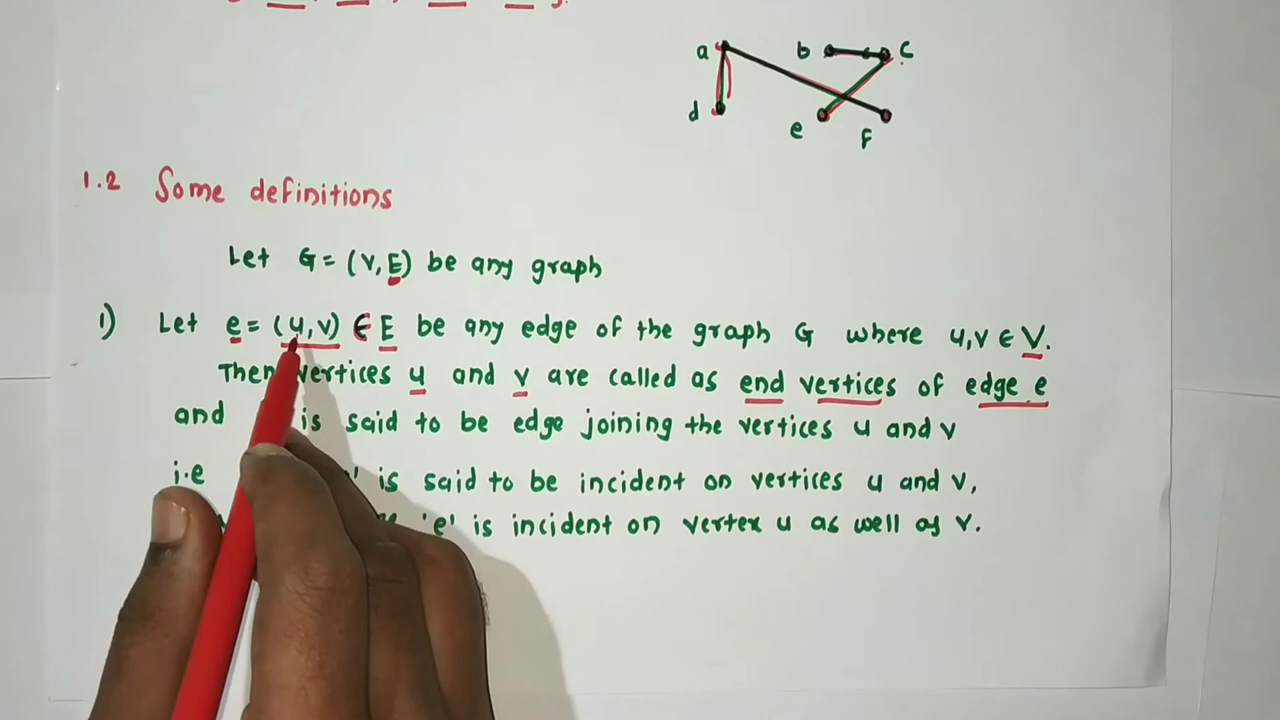 a b c
d e f
1.2 Some definitions
Let G = (V, E) be any graph
1) Let e = (u, v) ∈ E be any edge of the graph G where u, v ∈ V.
Then vertices u and v are called as end vertices of edge e
and is said to be edge joining the vertices u and v
i.e is said to be incident on vertices u and v,
'e' is incident on vertex u as well as v.